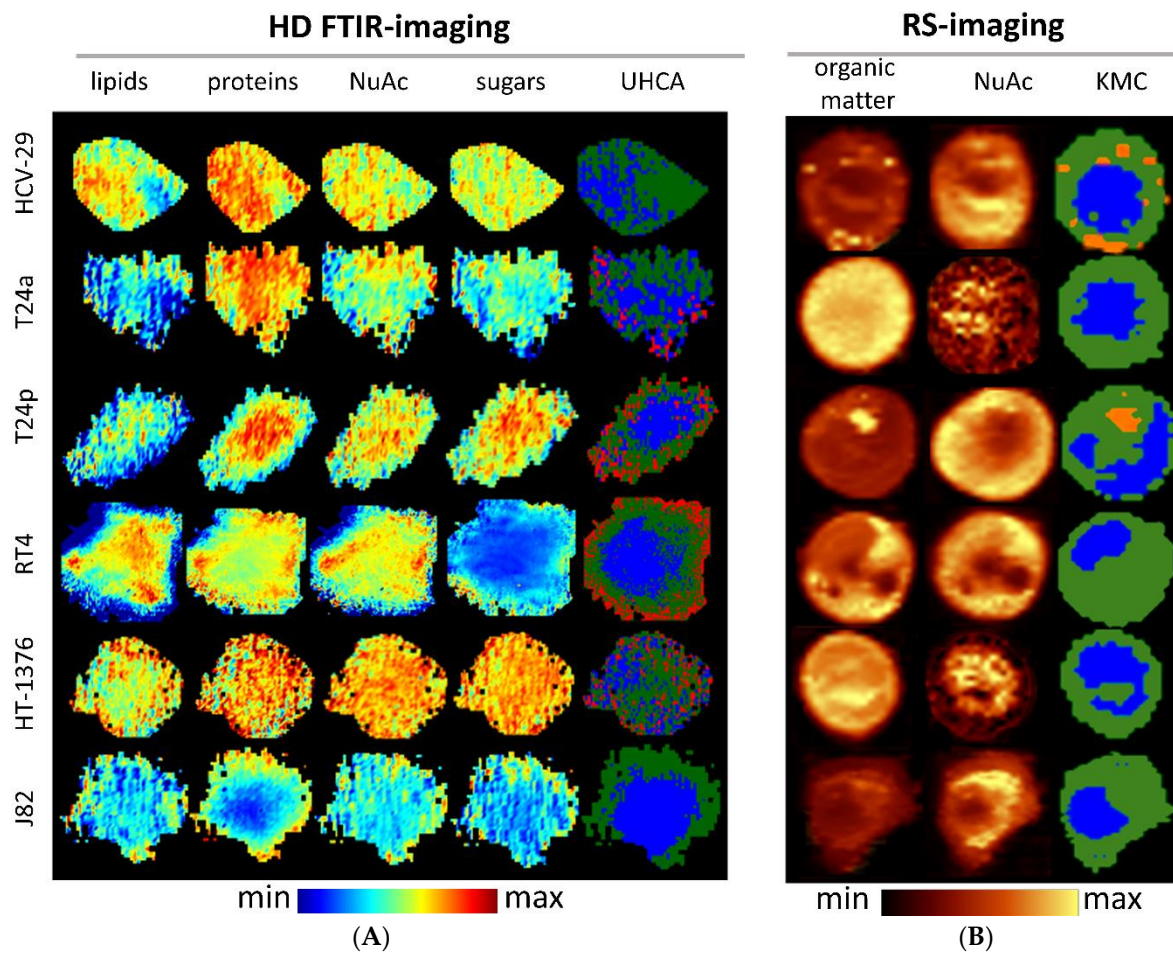 HD FTIR-imaging
lipids proteins NuAc sugars UHCA
HCV-29
T24a
T24p
RT4
HT-1376
J82
min max
(A)
RS-imaging
organic
matter NuAc KMC
min max
(B)